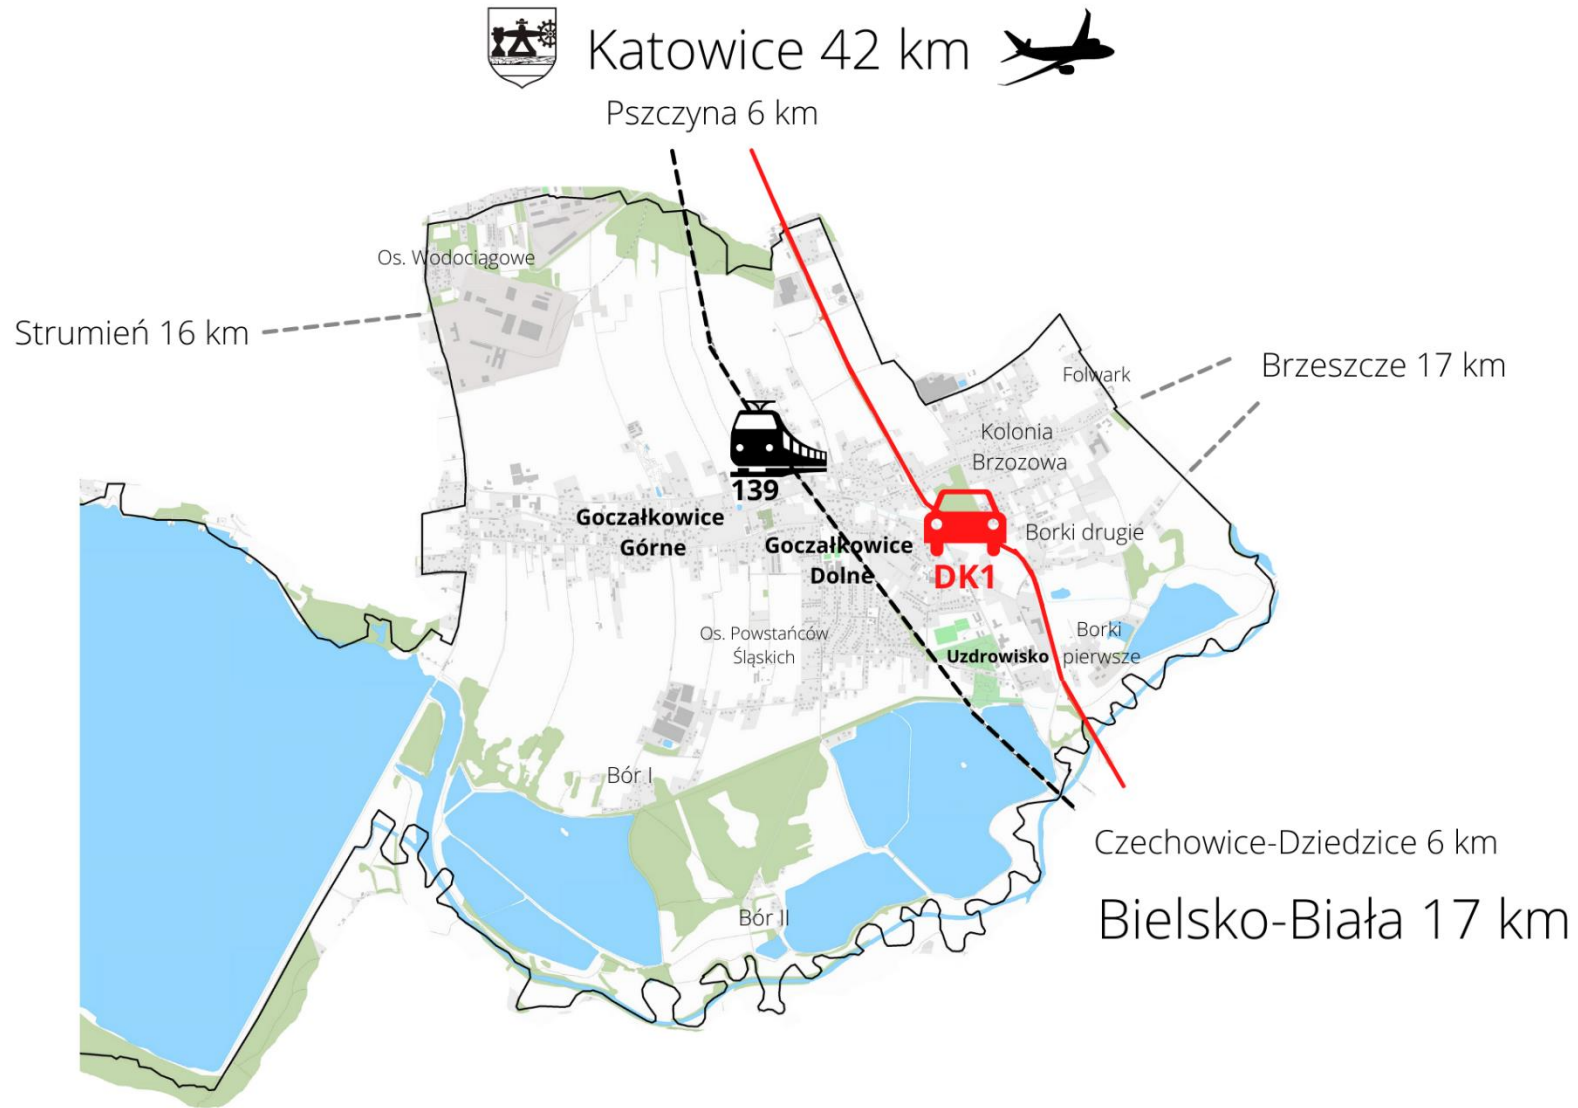 Katowice 42 km
Pszczyna 6 km
Os. Wodociągowe
Strumień 16 km
Brzeszcze 17 km
Folwark
Kolonia
Brzozowa
139
Goczałkowice
Górne
Goczałkowice
Dolne
Borki drugie
DK1
Os. Powstańców
Śląskich
Uzdrowisko
Borki
pierwsze
Bór I
Bór II
Czechowice-Dziedzice 6 km
Bielsko-Biała 17 km